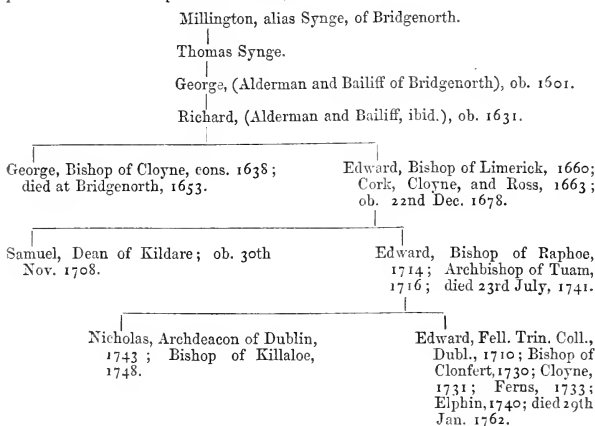 Millington, alias Synge, of Bridgenorth.
Thomas Synge.
George, (Alderman and Bailiff of Bridgenorth), ob. 1601.
Richard, (Alderman and Bailiff, ibid.), ob. 1631.
George, Bishop of Cloyne, cons. 1638;
died at Bridgenorth, 1653.
Edward, Bishop of Limerick, 1660;
Cork, Cloyne, and Ross, 1663;
ob. 22nd Dec. 1678.
Samuel, Dean of Kildare; ob. 30th
Nov. 1708.
Edward, Bishop of Raphoe,
1714; Archbishop of Tuam,
1716; died 23rd July, 1741.
Nicholas, Archdeacon of Dublin,
1743; Bishop of Killaloe,
1748.
Edward, Fell. Trin. Coll.,
Dubl., 1710; Bishop of
Clonfert, 1730; Cloyne,
1731; Ferns, 1733;
Elphin, 1740; died 29th
Jan. 1762.